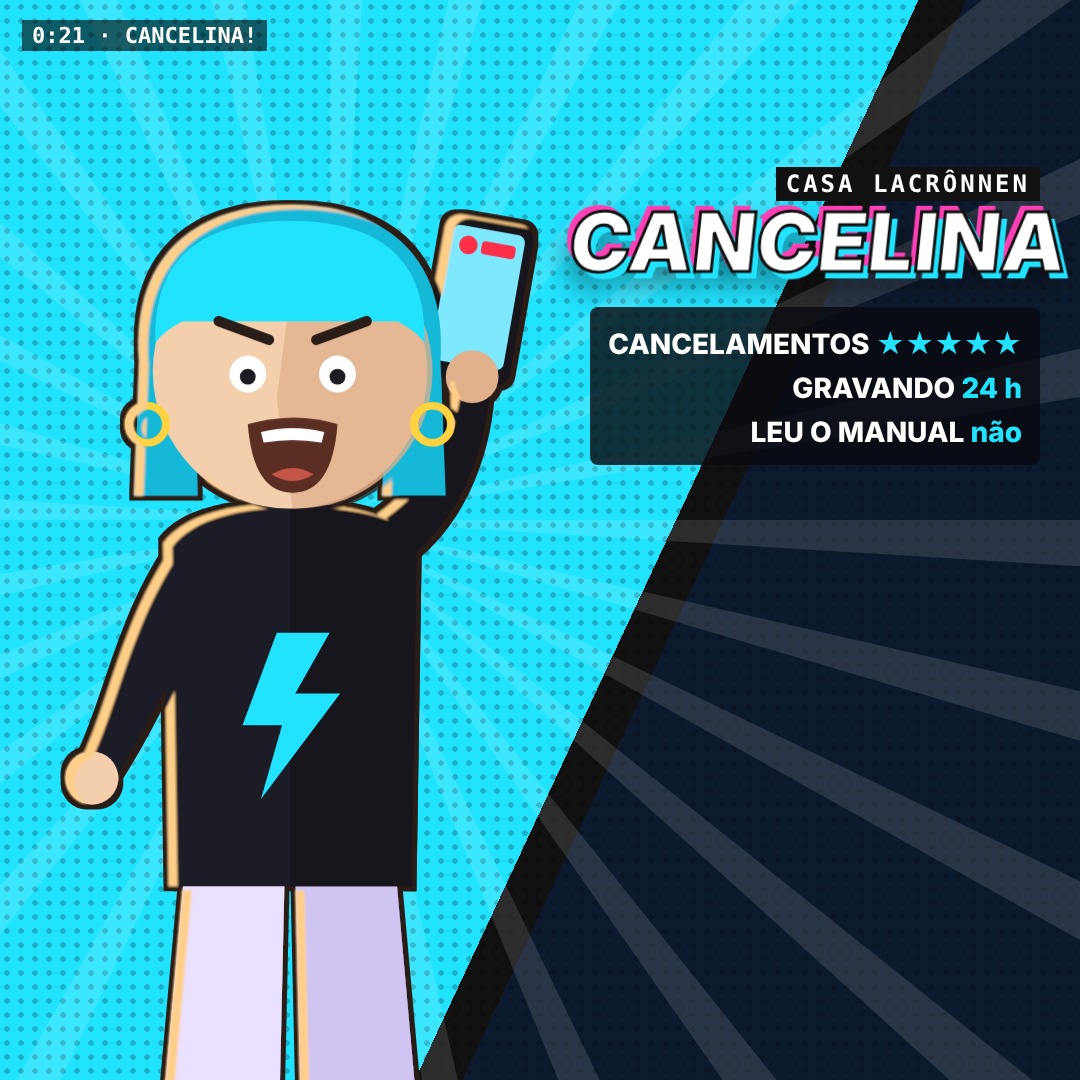 0:21 · CANCELINA!
CASA LACRÔNNEN
CANCELINA
CANCELAMENTOS ★★★★★
GRAVANDO 24 h
LEU O MANUAL não